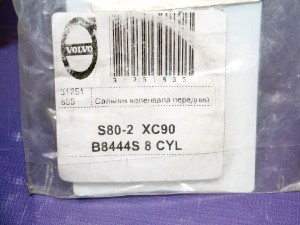 VOLVO
31251
Сальник коленвала передний
S80-2 XC90
B8444S 8 CYL